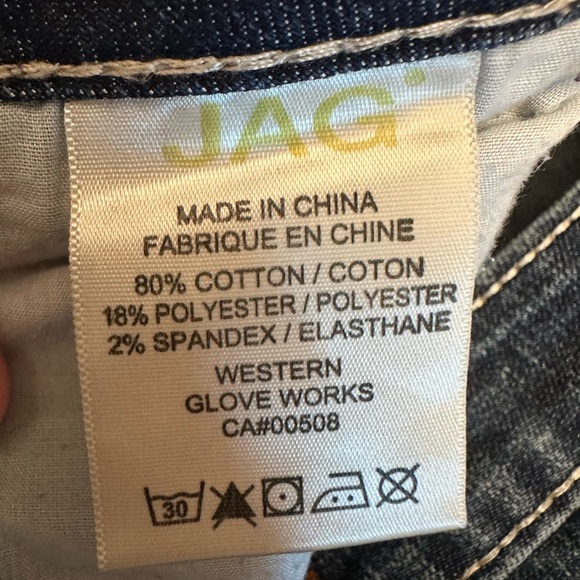 JAG
MADE IN CHINA
FABRIQUE EN CHINE
80% COTTON / COTON
18% POLYESTER / POLYESTER
2% SPANDEX / ELASTHANE
WESTERN
GLOVE WORKS
CA#00508
30